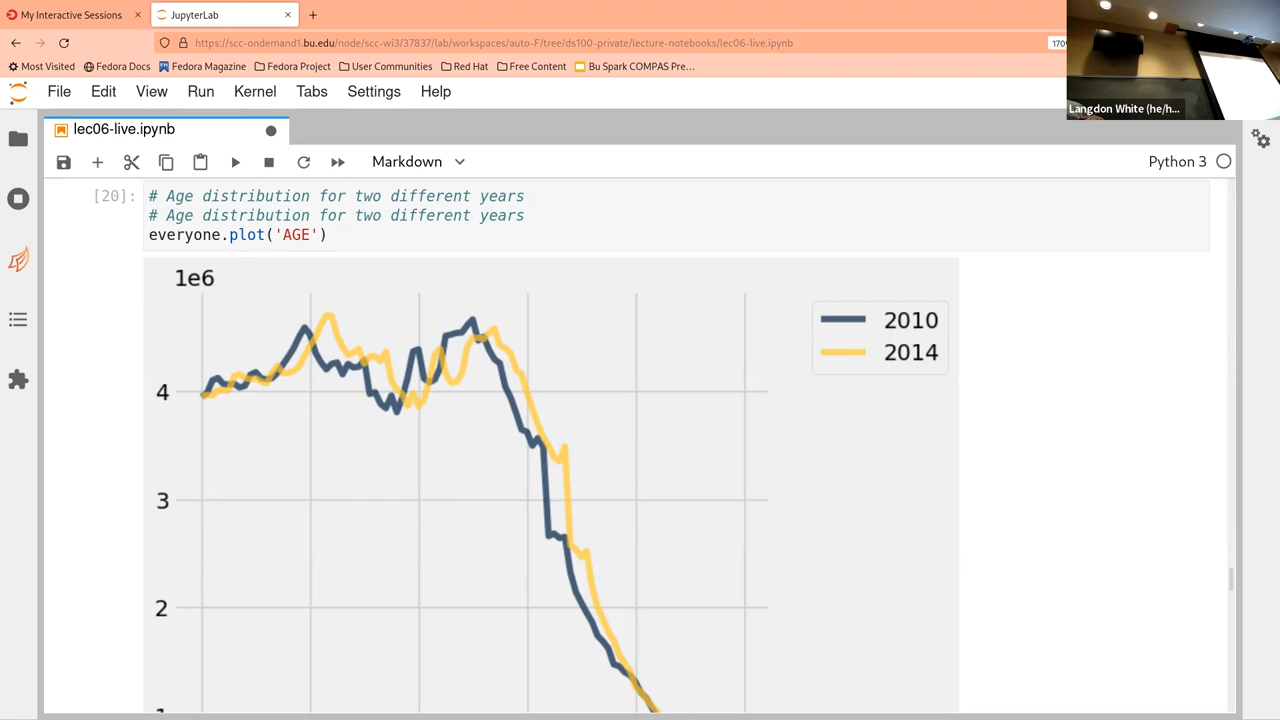 My Interactive Sessions
JupyterLab
https://scc-ondemand1.bu.edu/node/scc-wi3/37837/lab/workspaces/auto-F/tree/ds100-private/lecture-notebooks/lec06-live.ipynb
170
Most Visited
Fedora Docs
Fedora Magazine
Fedora Project
User Communities
Red Hat
Free Content
Bu Spark COMPAS Pre…
Langdon White (he/h...
File
Edit
View
Run
Kernel
Tabs
Settings
Help
lec06-live.ipynb
Markdown
Python 3
[20]:
# Age distribution for two different years
# Age distribution for two different years
everyone.plot('AGE')
1e6
2010
2014
4
3
2